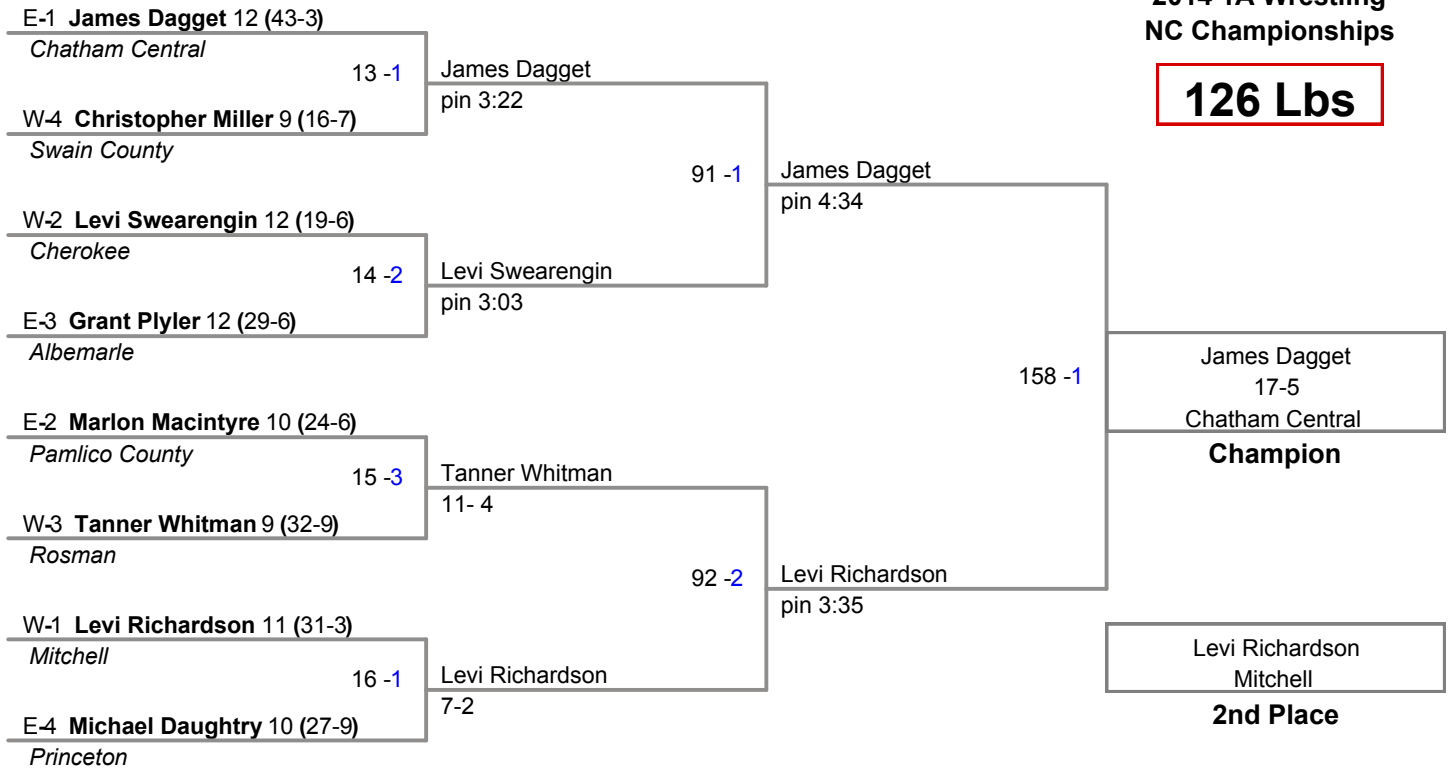 2014 1A Wrestling
NC Championships
126 Lbs
E-1 James Dagget 12 (43-3)
Chatham Central
13 -1
James Dagget
pin 3:22
W-4 Christopher Miller 9 (16-7)
Swain County
91 -1
James Dagget
pin 4:34
W-2 Levi Swearengin 12 (19-6)
Cherokee
14 -2
Levi Swearengin
pin 3:03
E-3 Grant Plyler 12 (29-6)
Albemarle
158 -1
James Dagget
17-5
Chatham Central
Champion
E-2 Marlon Macintyre 10 (24-6)
Pamlico County
15 -3
Tanner Whitman
11- 4
W-3 Tanner Whitman 9 (32-9)
Rosman
92 -2
Levi Richardson
pin 3:35
W-1 Levi Richardson 11 (31-3)
Mitchell
16 -1
Levi Richardson
7-2
E-4 Michael Daughtry 10 (27-9)
Princeton
Levi Richardson
Mitchell
2nd Place